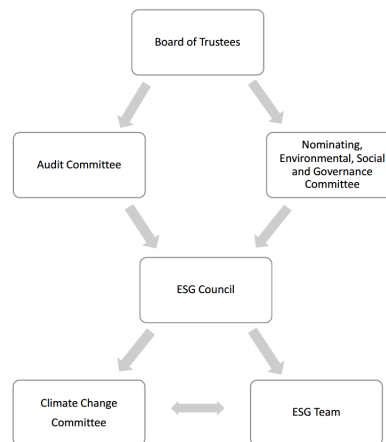 Board of Trustees
Audit Committee
Nominating,
Environmental, Social
and Governance
Committee
ESG Council
Climate Change
Committee
ESG Team